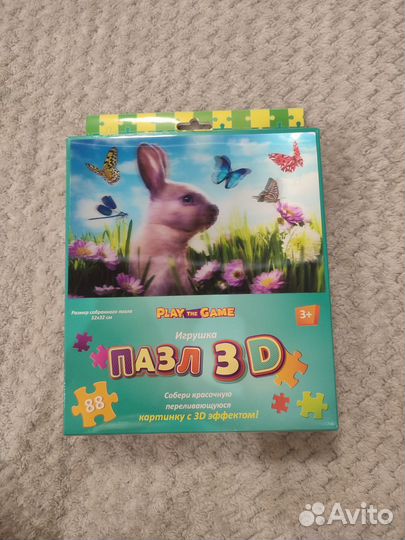 Размер собранного пазла
32x32 см
PLAY THE GAME
3+
Игрушка
ПАЗЛ 3D
88
Собери красочную
переливающуюся
картинку с 3D эффектом!
Avito